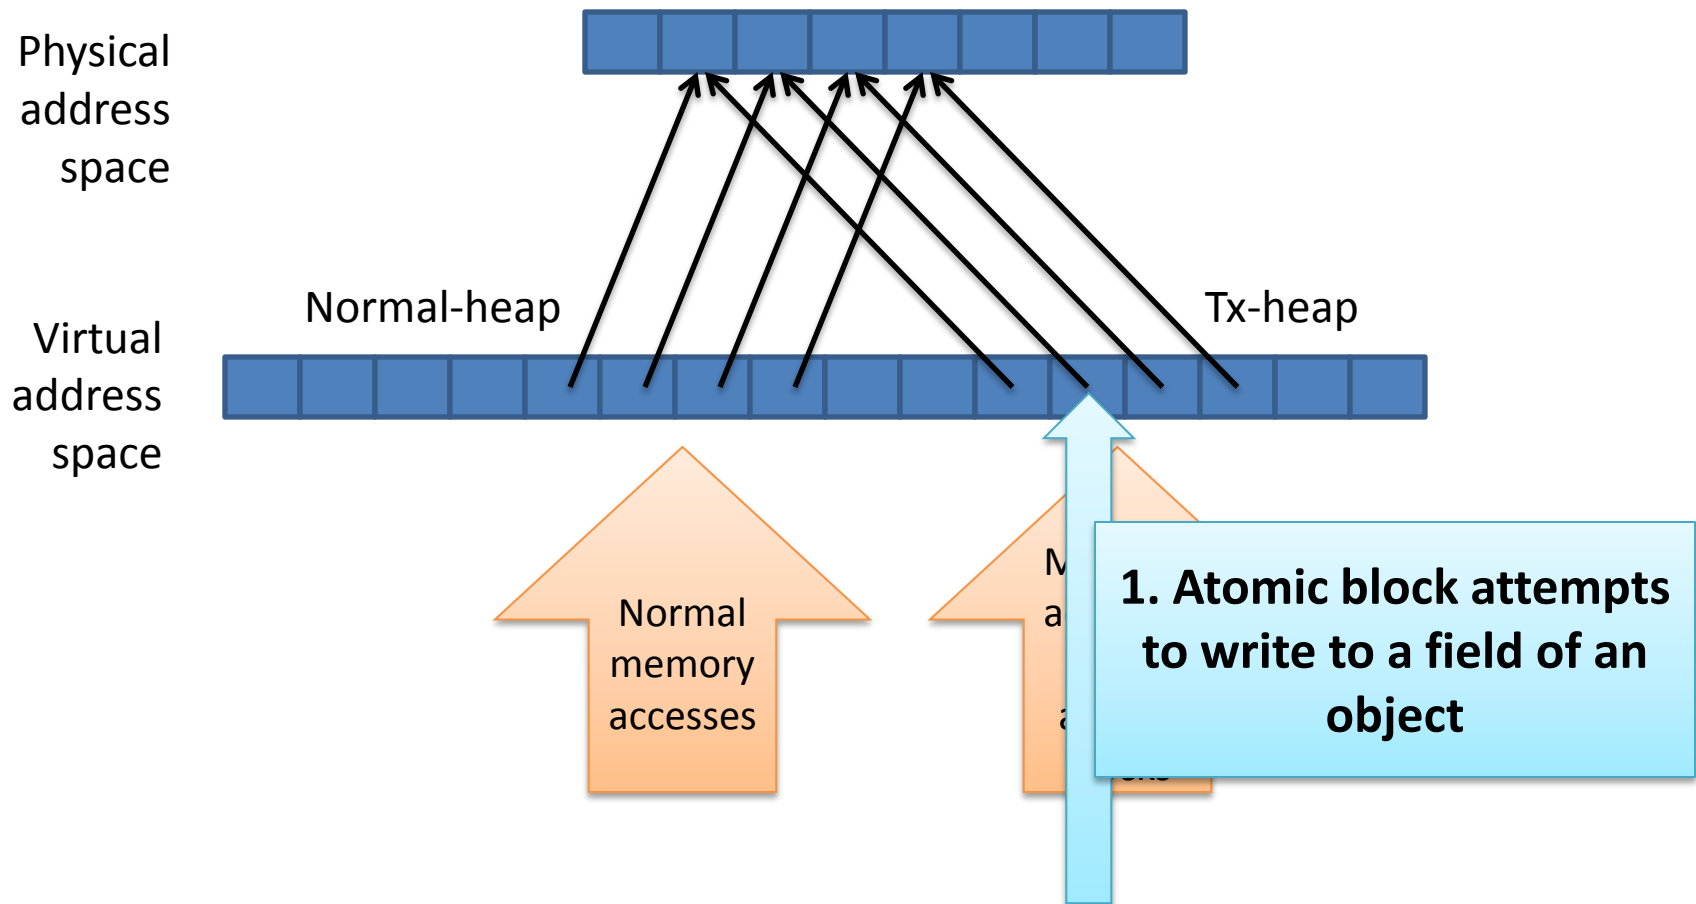 Physical
address
space
Normal-heap
Tx-heap
Virtual
address
space
Normal
memory
accesses
1. Atomic block attempts
to write to a field of an
object